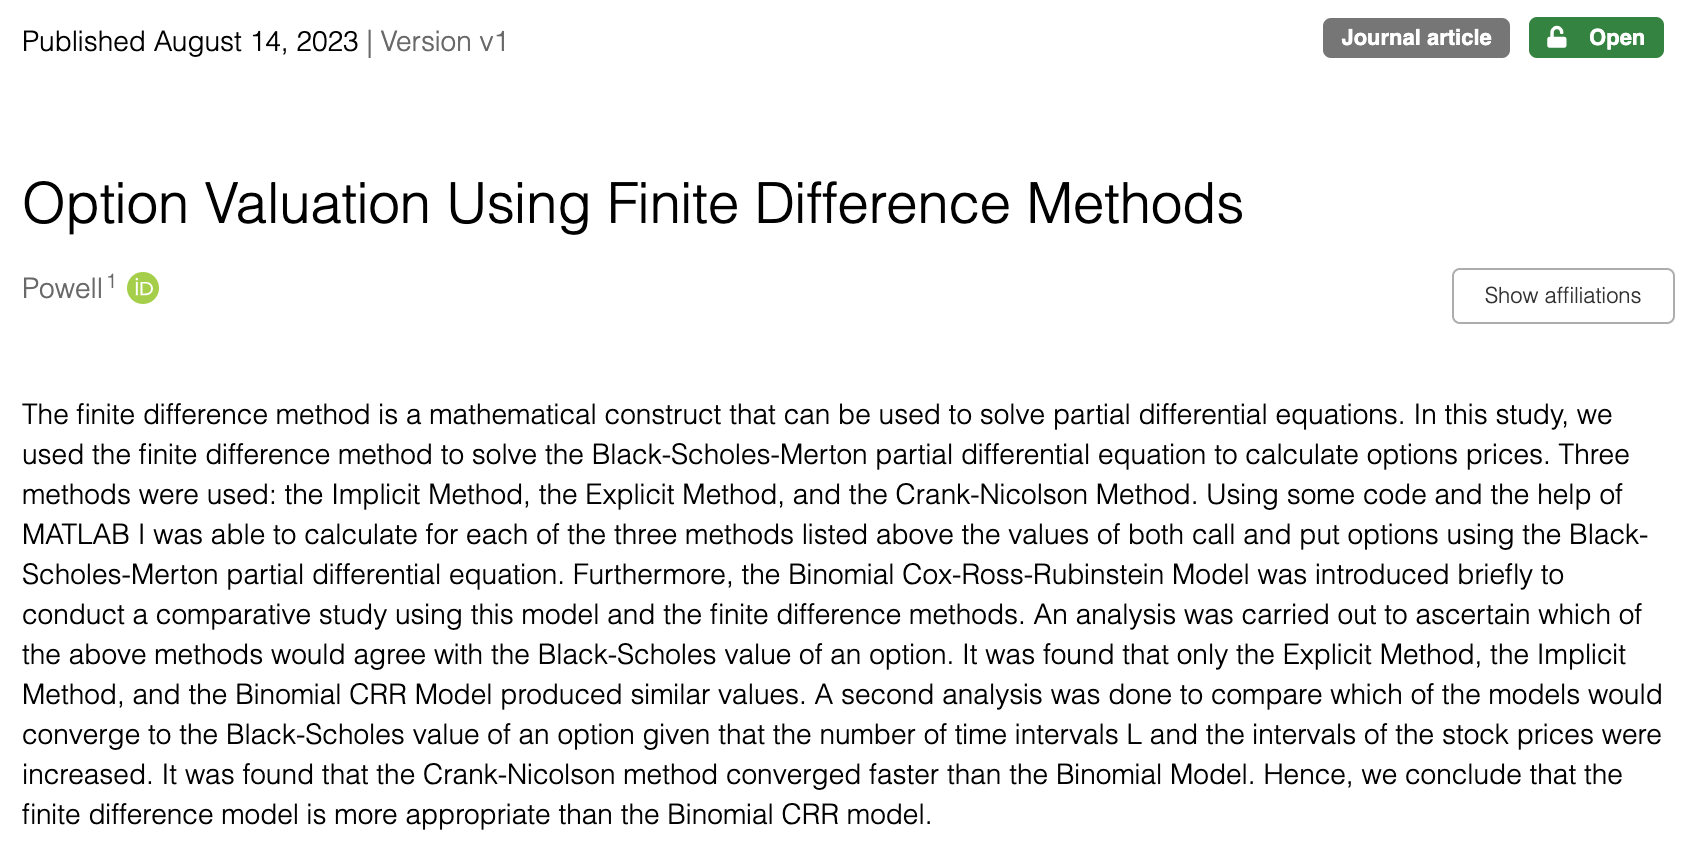 Published August 14, 2023 | Version v1
Journal article
Open
Option Valuation Using Finite Difference Methods
Powell 1 iD
Show affiliations
The finite difference method is a mathematical construct that can be used to solve partial differential equations. In this study, we
used the finite difference method to solve the Black-Scholes-Merton partial differential equation to calculate options prices. Three
methods were used: the Implicit Method, the Explicit Method, and the Crank-Nicolson Method. Using some code and the help of
MATLAB I was able to calculate for each of the three methods listed above the values of both call and put options using the Black-
Scholes-Merton partial differential equation. Furthermore, the Binomial Cox-Ross-Rubinstein Model was introduced briefly to
conduct a comparative study using this model and the finite difference methods. An analysis was carried out to ascertain which of
the above methods would agree with the Black-Scholes value of an option. It was found that only the Explicit Method, the Implicit
Method, and the Binomial CRR Model produced similar values. A second analysis was done to compare which of the models would
converge to the Black-Scholes value of an option given that the number of time intervals L and the intervals of the stock prices were
increased. It was found that the Crank-Nicolson method converged faster than the Binomial Model. Hence, we conclude that the
finite difference model is more appropriate than the Binomial CRR model.